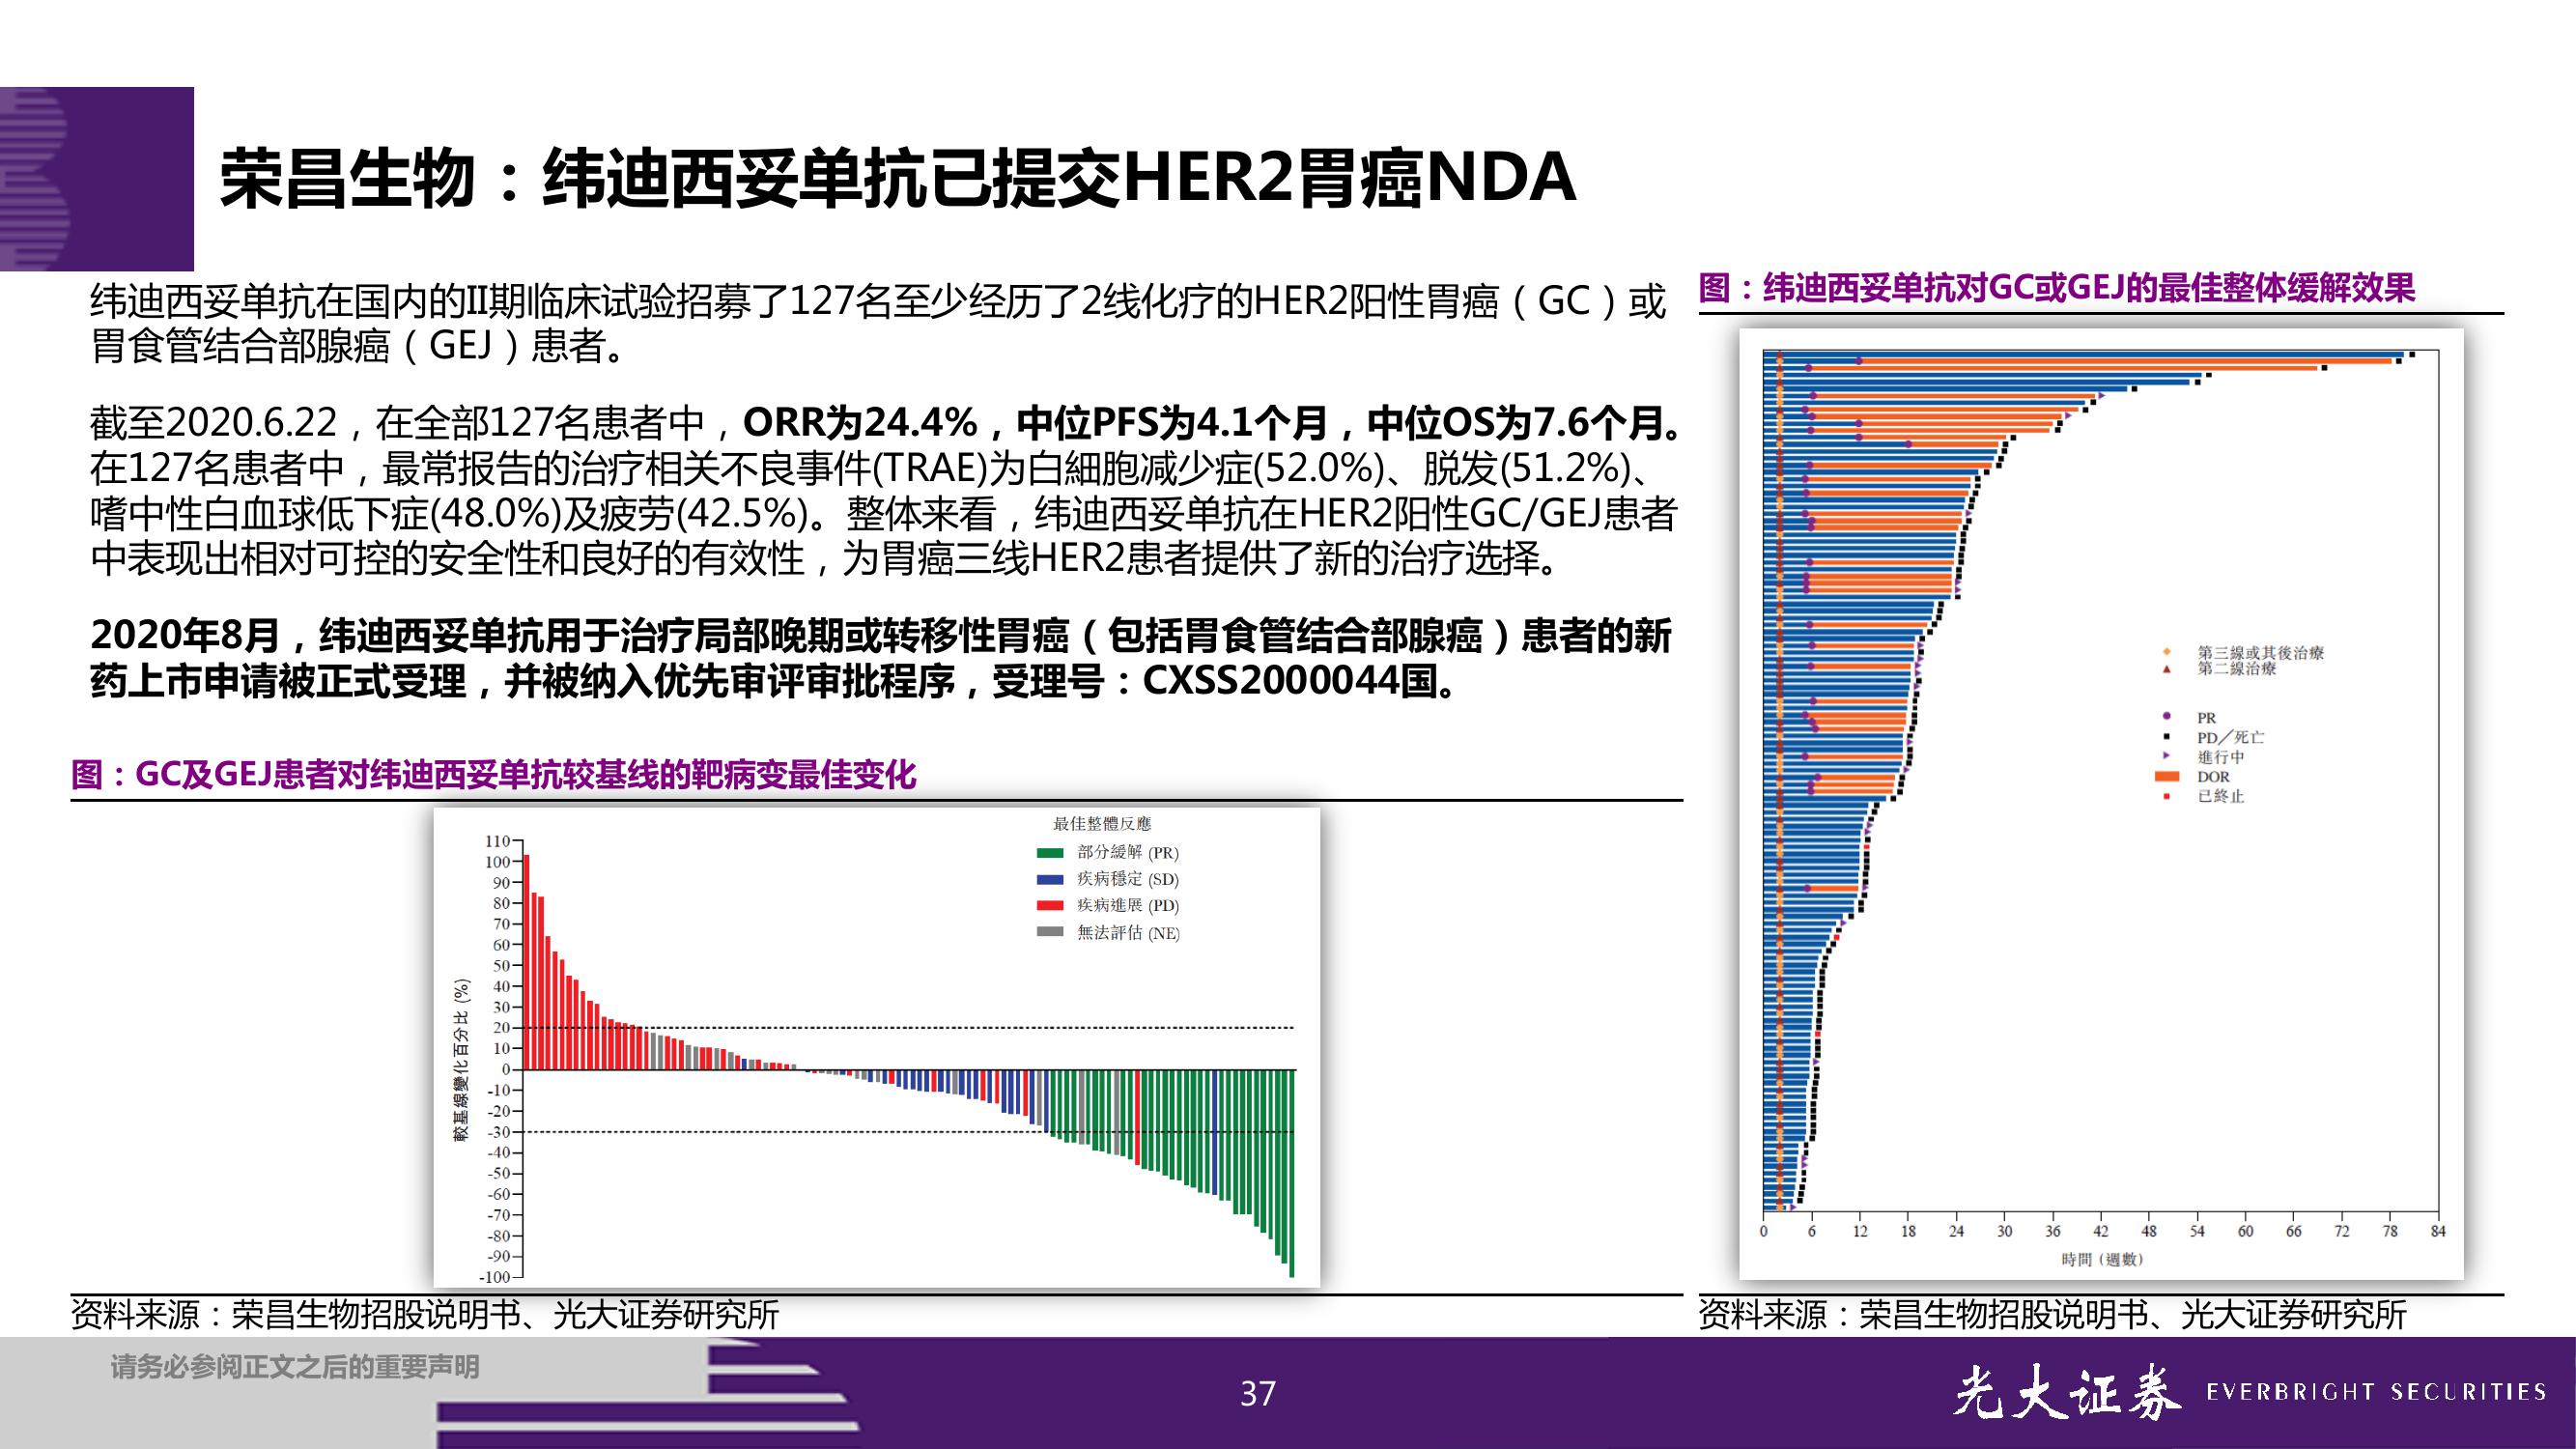 荣昌生物：纬迪西妥单抗已提交HER2胃癌NDA
纬迪西妥单抗在国内的II期临床试验招募了127名至少经历了2线化疗的HER2阳性胃癌（GC）或
胃食管结合部腺癌（GEJ）患者。
截至2020.6.22，在全部127名患者中，ORR为24.4%，中位PFS为4.1个月，中位OS为7.6个月。
在127名患者中，最常报告的治疗相关不良事件(TRAE)为白細胞减少症(52.0%)、脱发(51.2%)、
嗜中性白血球低下症(48.0%)及疲劳(42.5%)。整体来看，纬迪西妥单抗在HER2阳性GC/GEJ患者
中表现出相对可控的安全性和良好的有效性，为胃癌三线HER2患者提供了新的治疗选择。
2020年8月，纬迪西妥单抗用于治疗局部晚期或转移性胃癌（包括胃食管结合部腺癌）患者的新
药上市申请被正式受理，并被纳入优先审评审批程序，受理号：CXSS2000044国。
图：GC及GEJ患者对纬迪西妥单抗较基线的靶病变最佳变化
最佳整體反應
部分緩解 (PR)
疾病穩定 (SD)
疾病進展 (PD)
無法評估 (NE)
較基線變化百分比 (%)
110
100
90
80
70
60
50
40
30
20
10
0
-10
-20
-30
-40
-50
-60
-70
-80
-90
-100
资料来源：荣昌生物招股说明书、光大证券研究所
图：纬迪西妥单抗对GC或GEJ的最佳整体缓解效果
第三線或其後治療
第二線治療
PR
PD／死亡
進行中
DOR
已終止
0 6 12 18 24 30 36 42 48 54 60 66 72 78 84
時間 (週數)
资料来源：荣昌生物招股说明书、光大证券研究所
请务必参阅正文之后的重要声明
37
光大证券 EVERBRIGHT SECURITIES